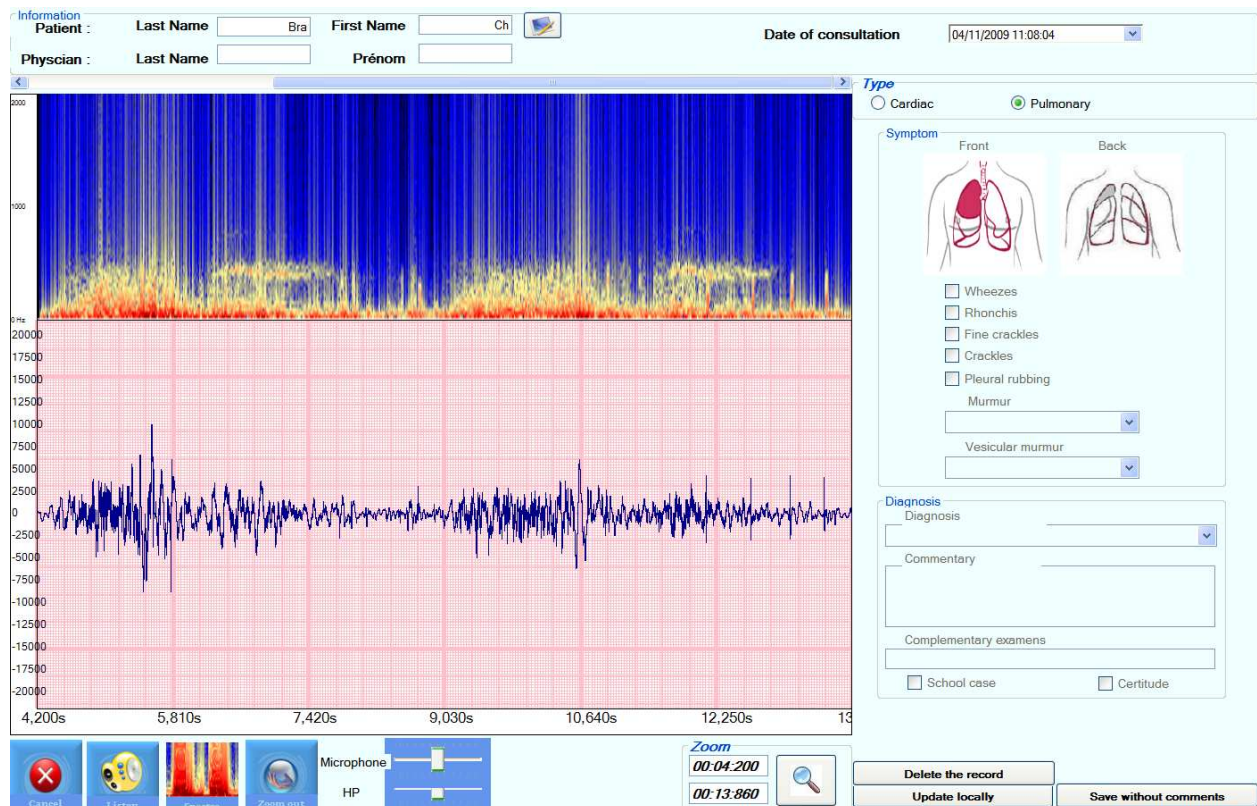 Information
Patient : Last Name Bra First Name Ch Date of consultation 04/11/2009 11:08:04
Physcian : Last Name Prénom
Type
Cardiac Pulmonary
2000
1000
0 Hz
Symptom
Front Back
Wheezes
Rhonchis
Fine crackles
Crackles
Pleural rubbing
Murmur
Vesicular murmur
Diagnosis
Diagnosis
Commentary
Complementary examens
School case Certitude
20000
17500
15000
12500
10000
7500
5000
2500
0
-2500
-5000
-7500
-10000
-12500
-15000
-17500
-20000
4,200s 5,810s 7,420s 9,030s 10,640s 12,250s 13
Cancel Listen Zoom out
Microphone
HP
Zoom
00:04:200
00:13:860
Delete the record
Update locally Save without comments